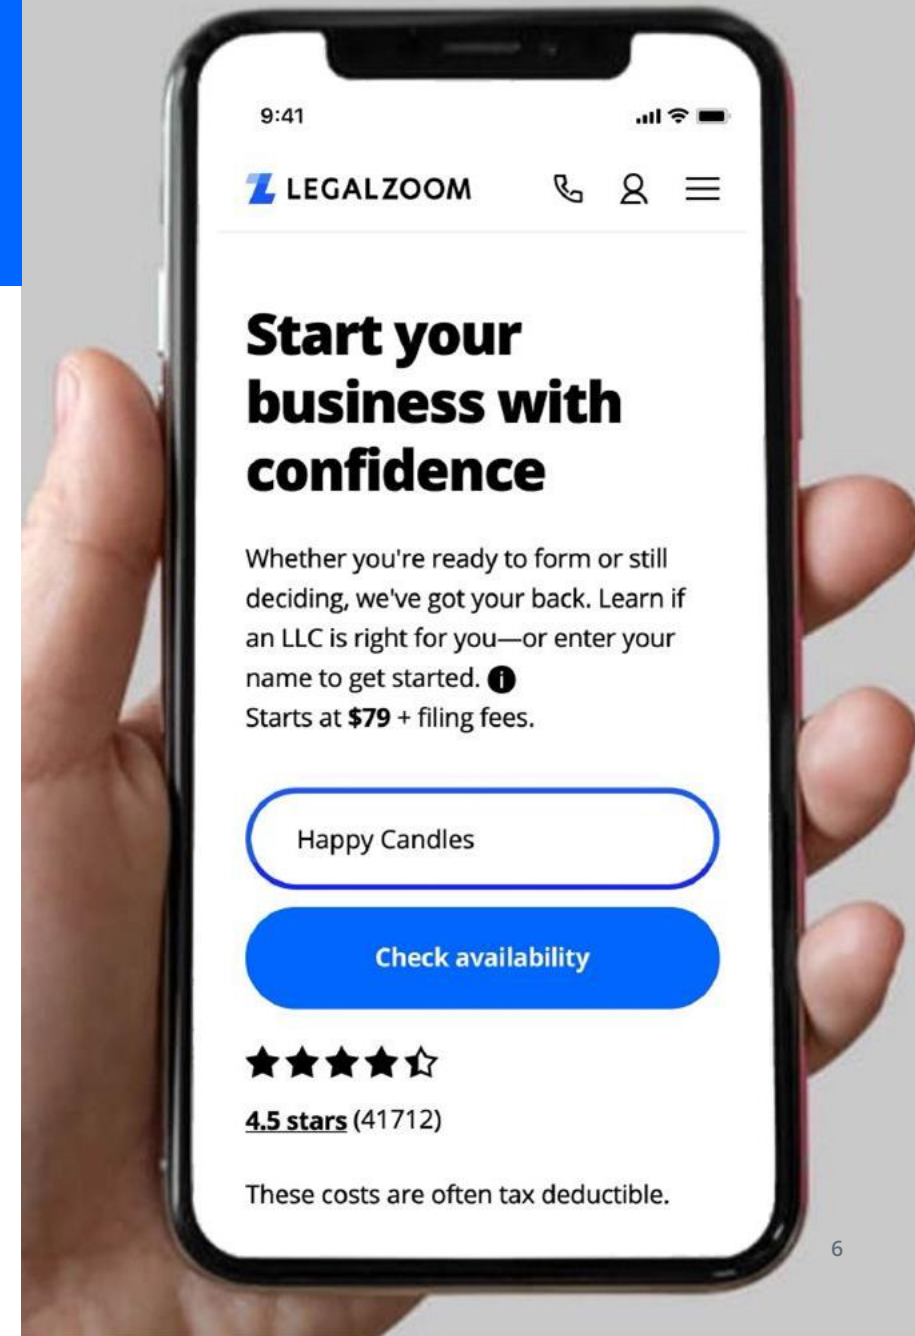 9:41
LEGALZOOM
Start your
business with
confidence
Whether you're ready to form or still
deciding, we've got your back. Learn if
an LLC is right for you—or enter your
name to get started. i
Starts at $79 + filing fees.
Happy Candles
Check availability
4.5 stars (41712)
These costs are often tax deductible.
6